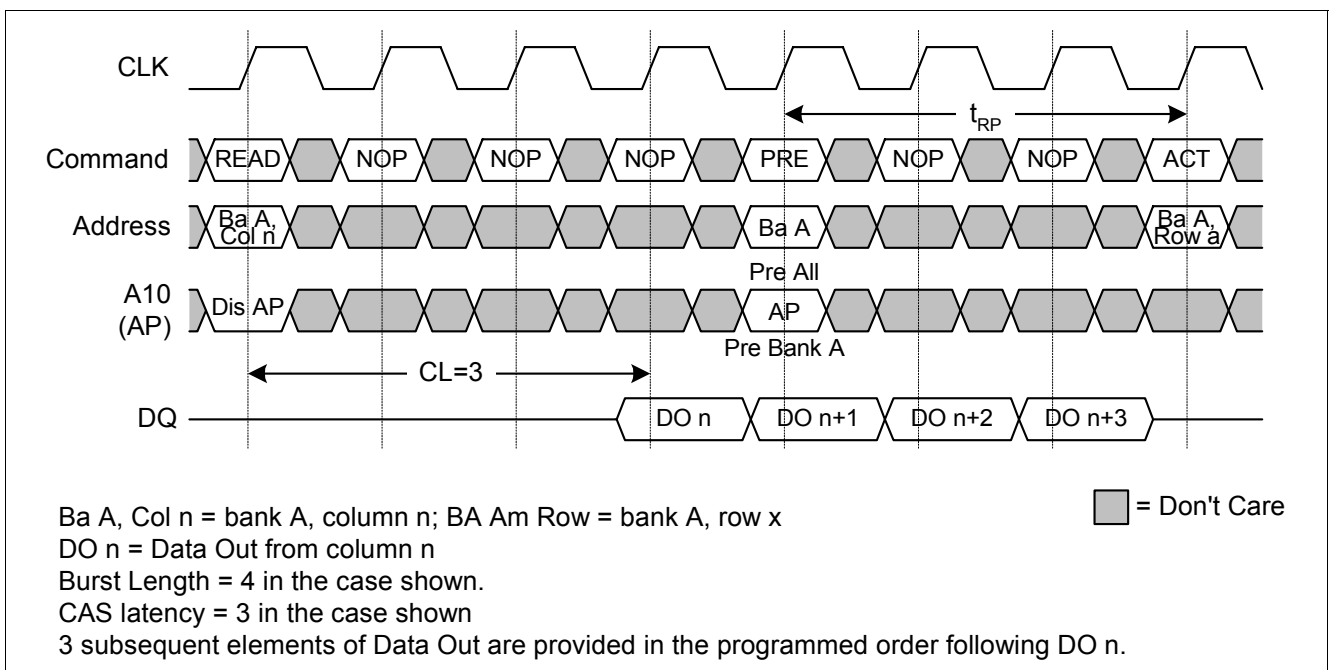 CLK
t_RP
Command READ NOP NOP NOP PRE NOP NOP ACT
Address Ba A, Col n Ba A Ba A, Row a
Pre All
A10 (AP) Dis AP AP
Pre Bank A
CL=3
DQ DO n DO n+1 DO n+2 DO n+3
= Don't Care
Ba A, Col n = bank A, column n; BA Am Row = bank A, row x
DO n = Data Out from column n
Burst Length = 4 in the case shown.
CAS latency = 3 in the case shown
3 subsequent elements of Data Out are provided in the programmed order following DO n.